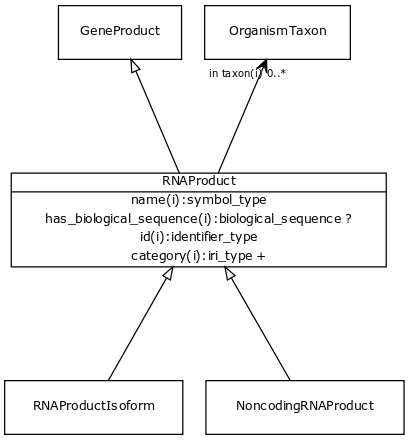 GeneProduct
OrganismTaxon
in taxon(i) 0..*
RNAProduct
name(i):symbol_type
has_biological_sequence(i):biological_sequence ?
id(i):identifier_type
category(i):iri_type +
RNAProductIsoform
NoncodingRNAProduct